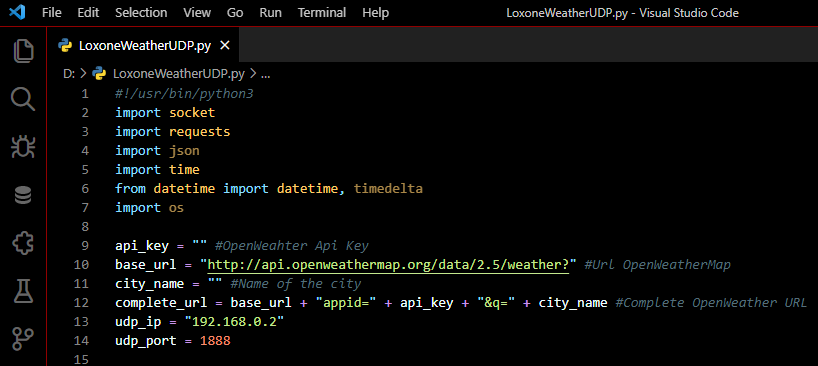 File Edit Selection View Go Run Terminal Help LoxoneWeatherUDP.py - Visual Studio Code
LoxoneWeatherUDP.py ×
D: > LoxoneWeatherUDP.py > ...
1 #!/usr/bin/python3
2 import socket
3 import requests
4 import json
5 import time
6 from datetime import datetime, timedelta
7 import os
8
9 api_key = "" #OpenWeahter Api Key
10 base_url = "http://api.openweathermap.org/data/2.5/weather?" #Url OpenWeatherMap
11 city_name = "" #Name of the city
12 complete_url = base_url + "appid=" + api_key + "&q=" + city_name #Complete OpenWeather URL
13 udp_ip = "192.168.0.2"
14 udp_port = 1888
15